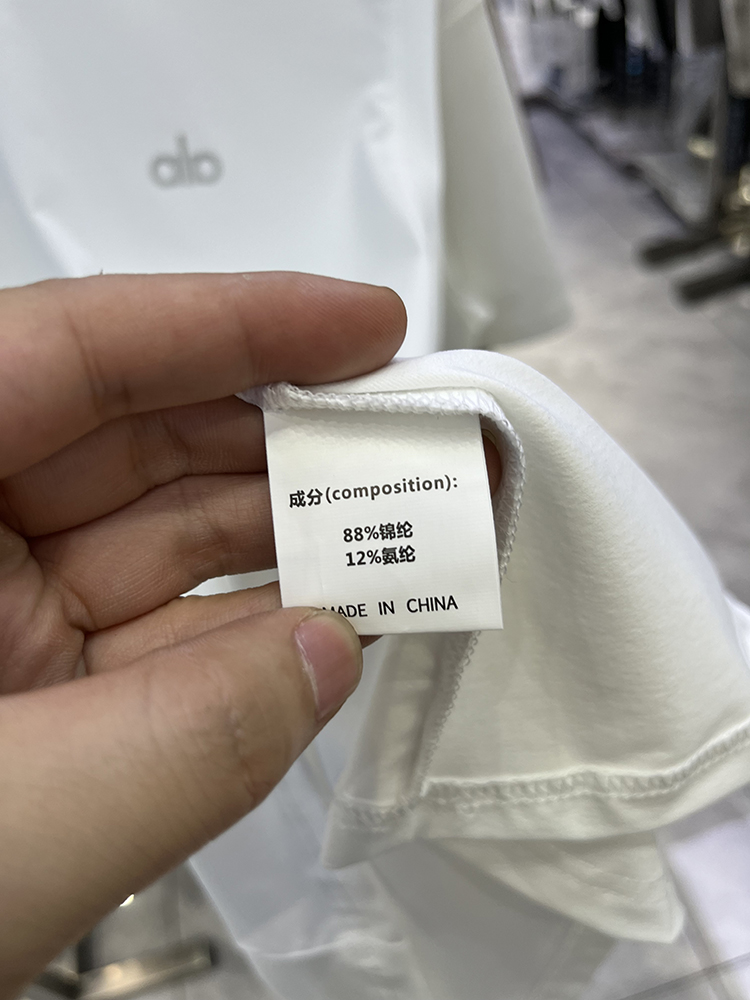 alo
成分(composition):
88%锦纶
12%氨纶
MADE IN CHINA